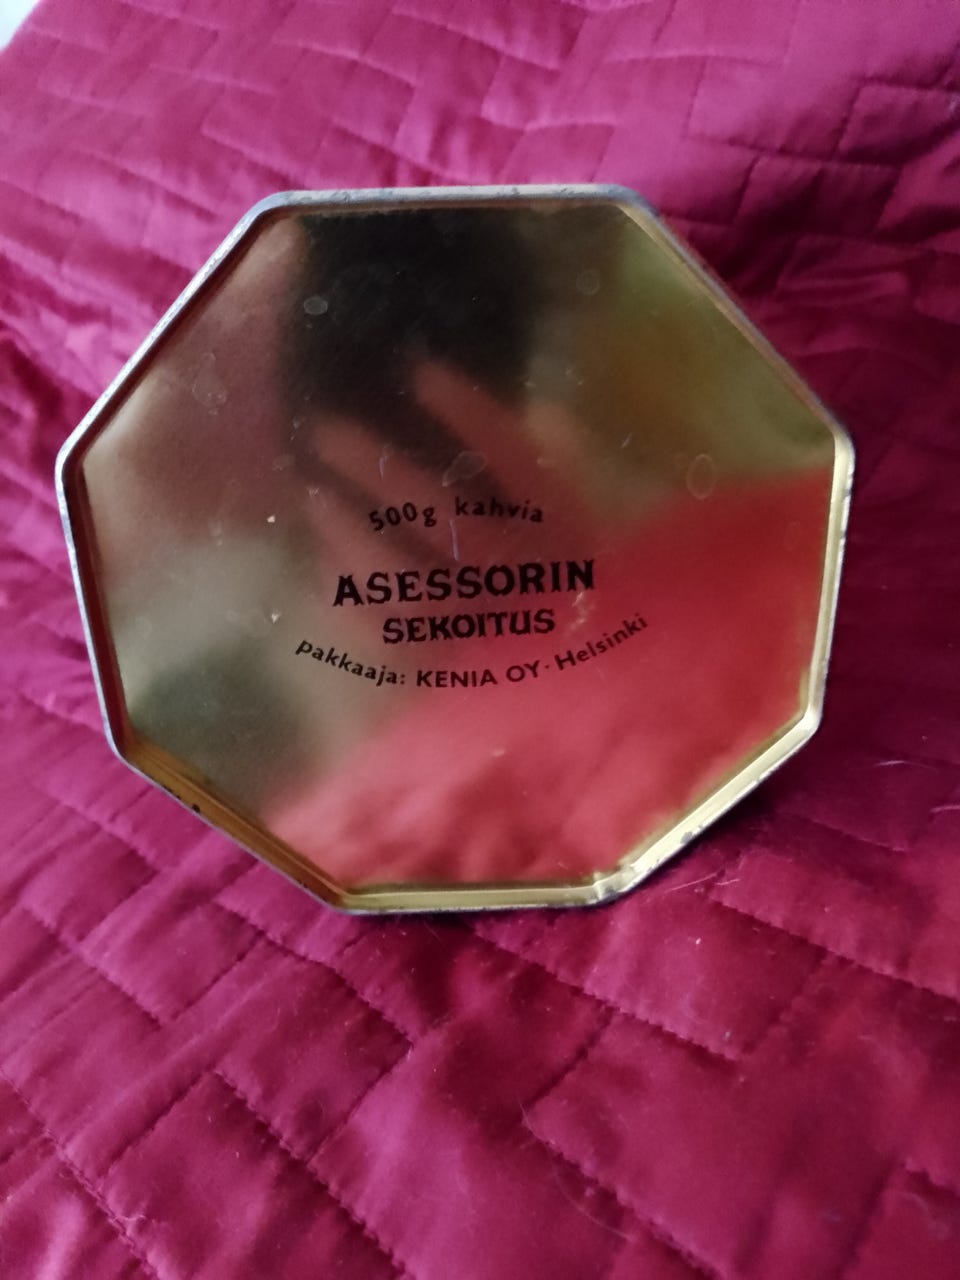 500g kahvia
ASESSORIN
SEKOITUS
pakkaaja: KENIA OY · Helsinki